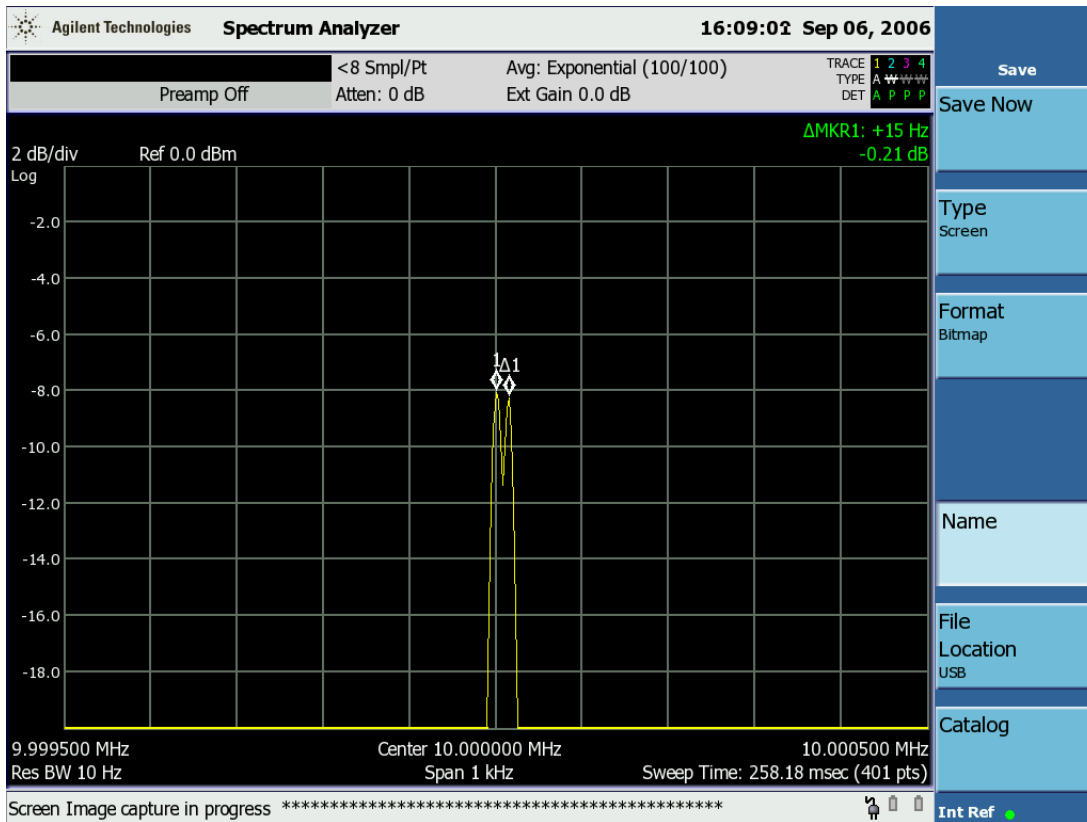 Agilent Technologies Spectrum Analyzer 16:09:02 Sep 06, 2006
<8 Smpl/Pt Avg: Exponential (100/100) TRACE 1 2 3 4
TYPE A W W W
Preamp Off Atten: 0 dB Ext Gain 0.0 dB DET A P P P
ΔMKR1: +15 Hz
2 dB/div Ref 0.0 dBm -0.21 dB
Log
-2.0
-4.0
-6.0
1 Δ1
-8.0
-10.0
-12.0
-14.0
-16.0
-18.0
9.999500 MHz Center 10.000000 MHz 10.000500 MHz
Res BW 10 Hz Span 1 kHz Sweep Time: 258.18 msec (401 pts)
Screen Image capture in progress **********************************************
Save
Save Now
Type
Screen
Format
Bitmap
Name
File
Location
USB
Catalog
Int Ref